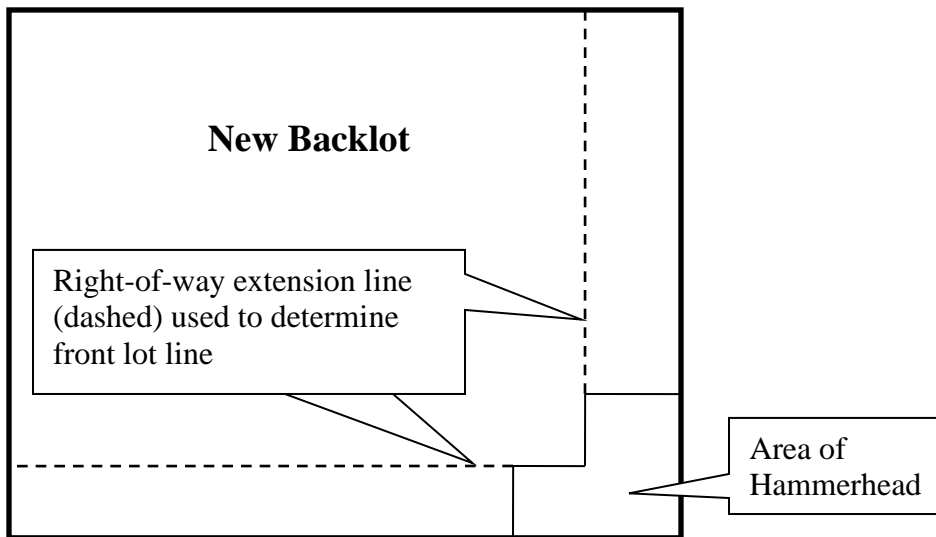 New Backlot
Right-of-way extension line
(dashed) used to determine
front lot line
Area of
Hammerhead